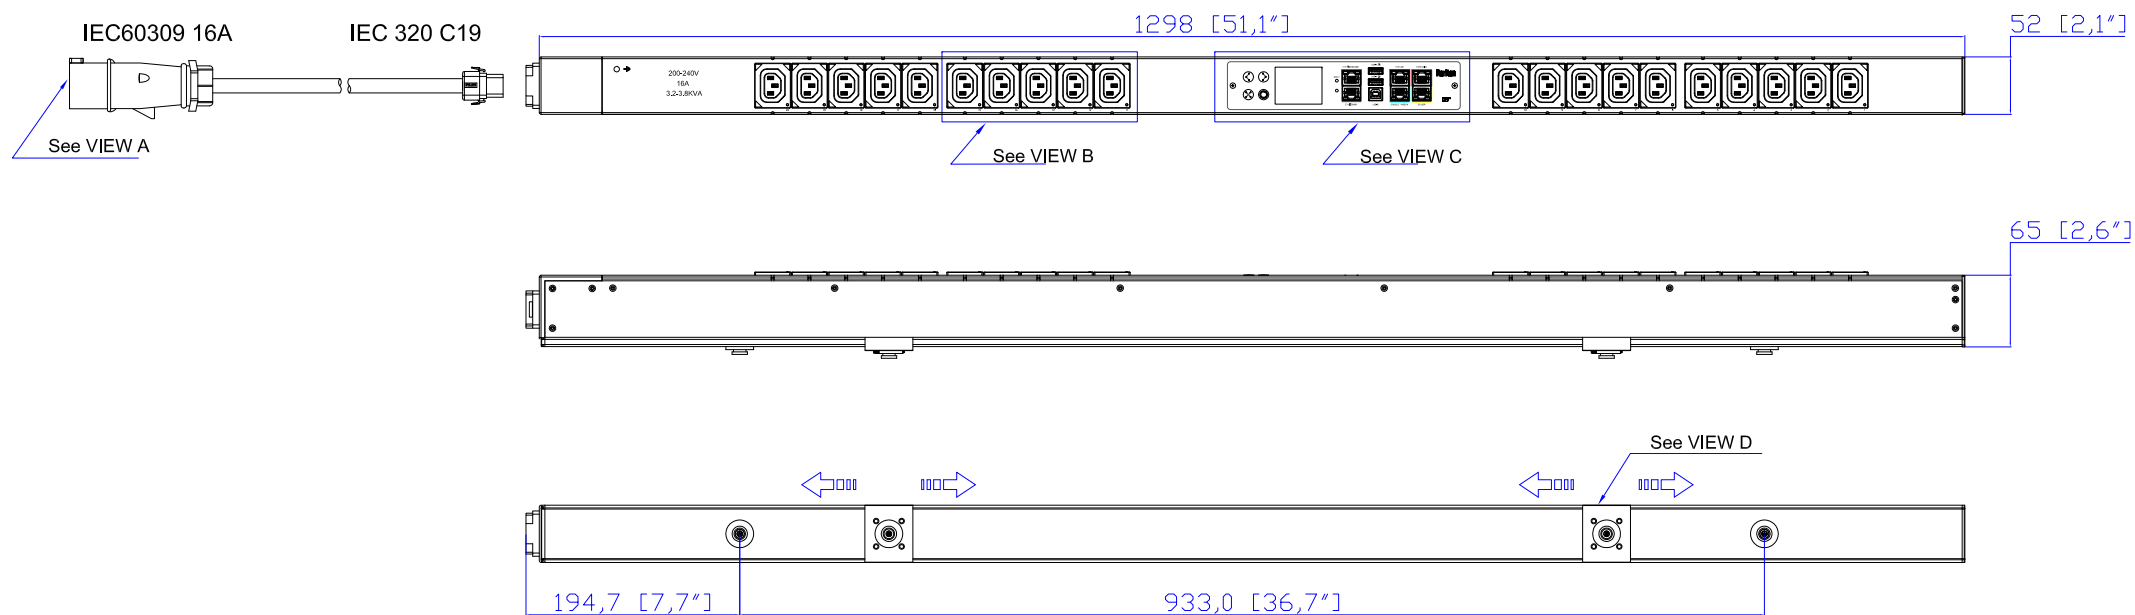 IEC60309 16A
IEC 320 C19
1298 [51,1"]
52 [2,1"]
200-240V
16A
3.2-3.8KVA
Raritan
See VIEW A
See VIEW B
See VIEW C
65 [2,6"]
See VIEW D
194,7 [7,7"]
933,0 [36,7"]